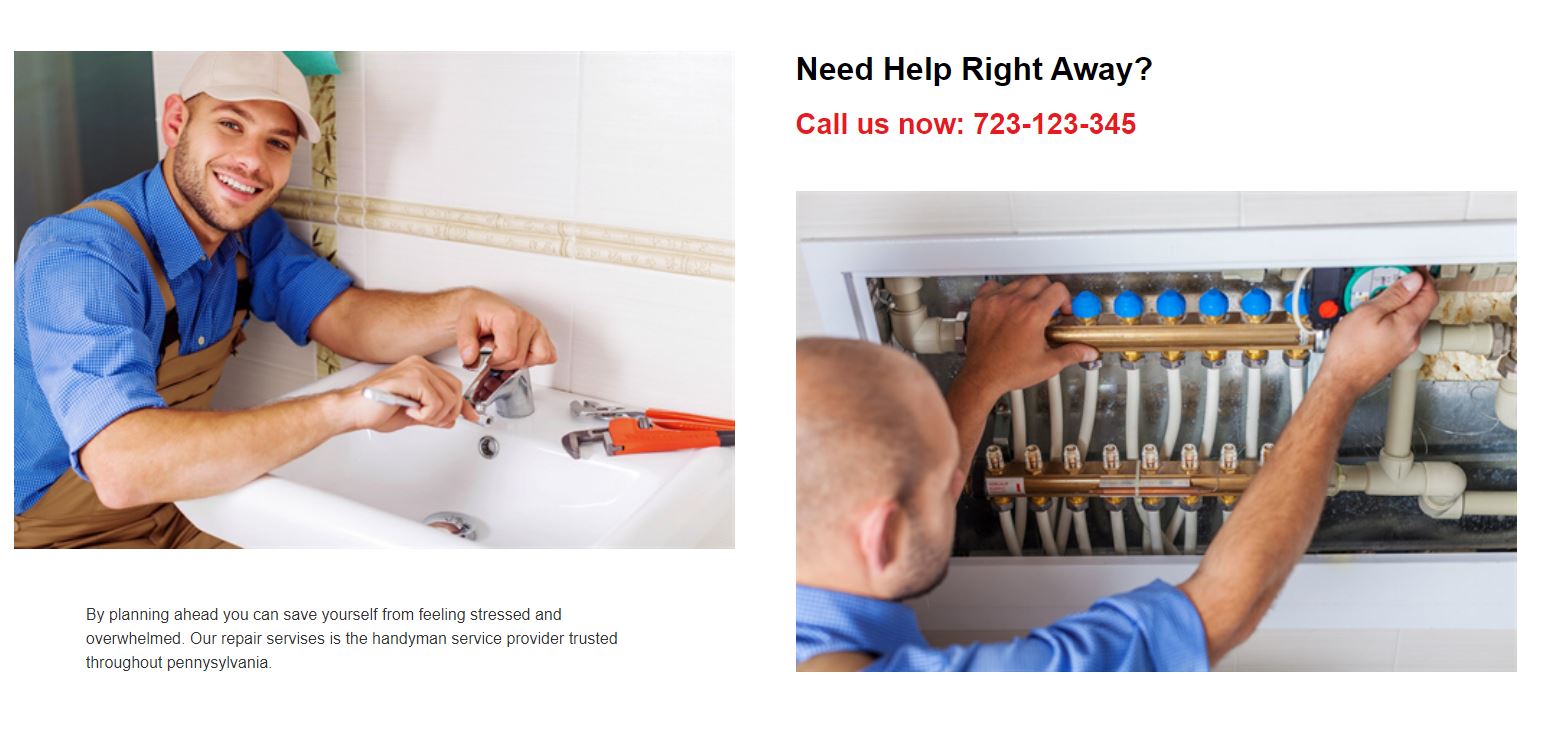 Need Help Right Away?
Call us now: 723-123-345
By planning ahead you can save yourself from feeling stressed and
overwhelmed. Our repair servises is the handyman service provider trusted
throughout pennysylvania.